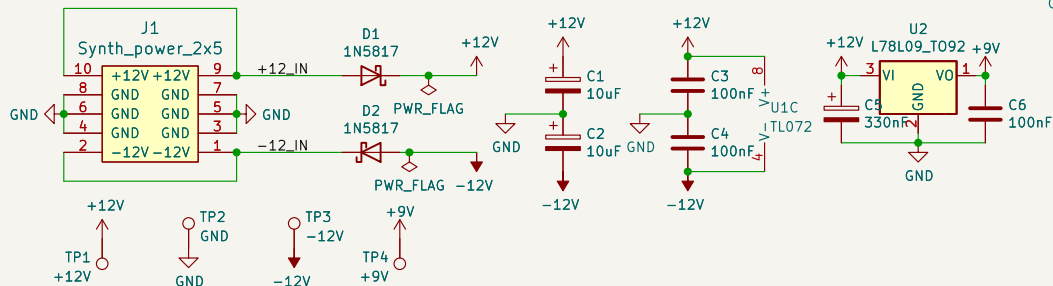 J1
Synth_power_2x5
10 +12V +12V 9
8 GND GND 7
6 GND GND 5
4 GND GND 3
2 -12V -12V 1
GND
GND
+12_IN
-12_IN
D1
1N5817
D2
1N5817
+12V
PWR_FLAG
PWR_FLAG
-12V
+12V
C1
10uF
GND
C2
10uF
-12V
+12V
C3
100nF
GND
C4
100nF
-12V
8
V+
U1C
TL072
V-
4
U2
L78L09_TO92
+12V
3 VI VO 1
GND
2
+9V
C5
330nF
C6
100nF
GND
+12V
TP1
+12V
TP2
GND
GND
TP3
-12V
-12V
+9V
TP4
+9V